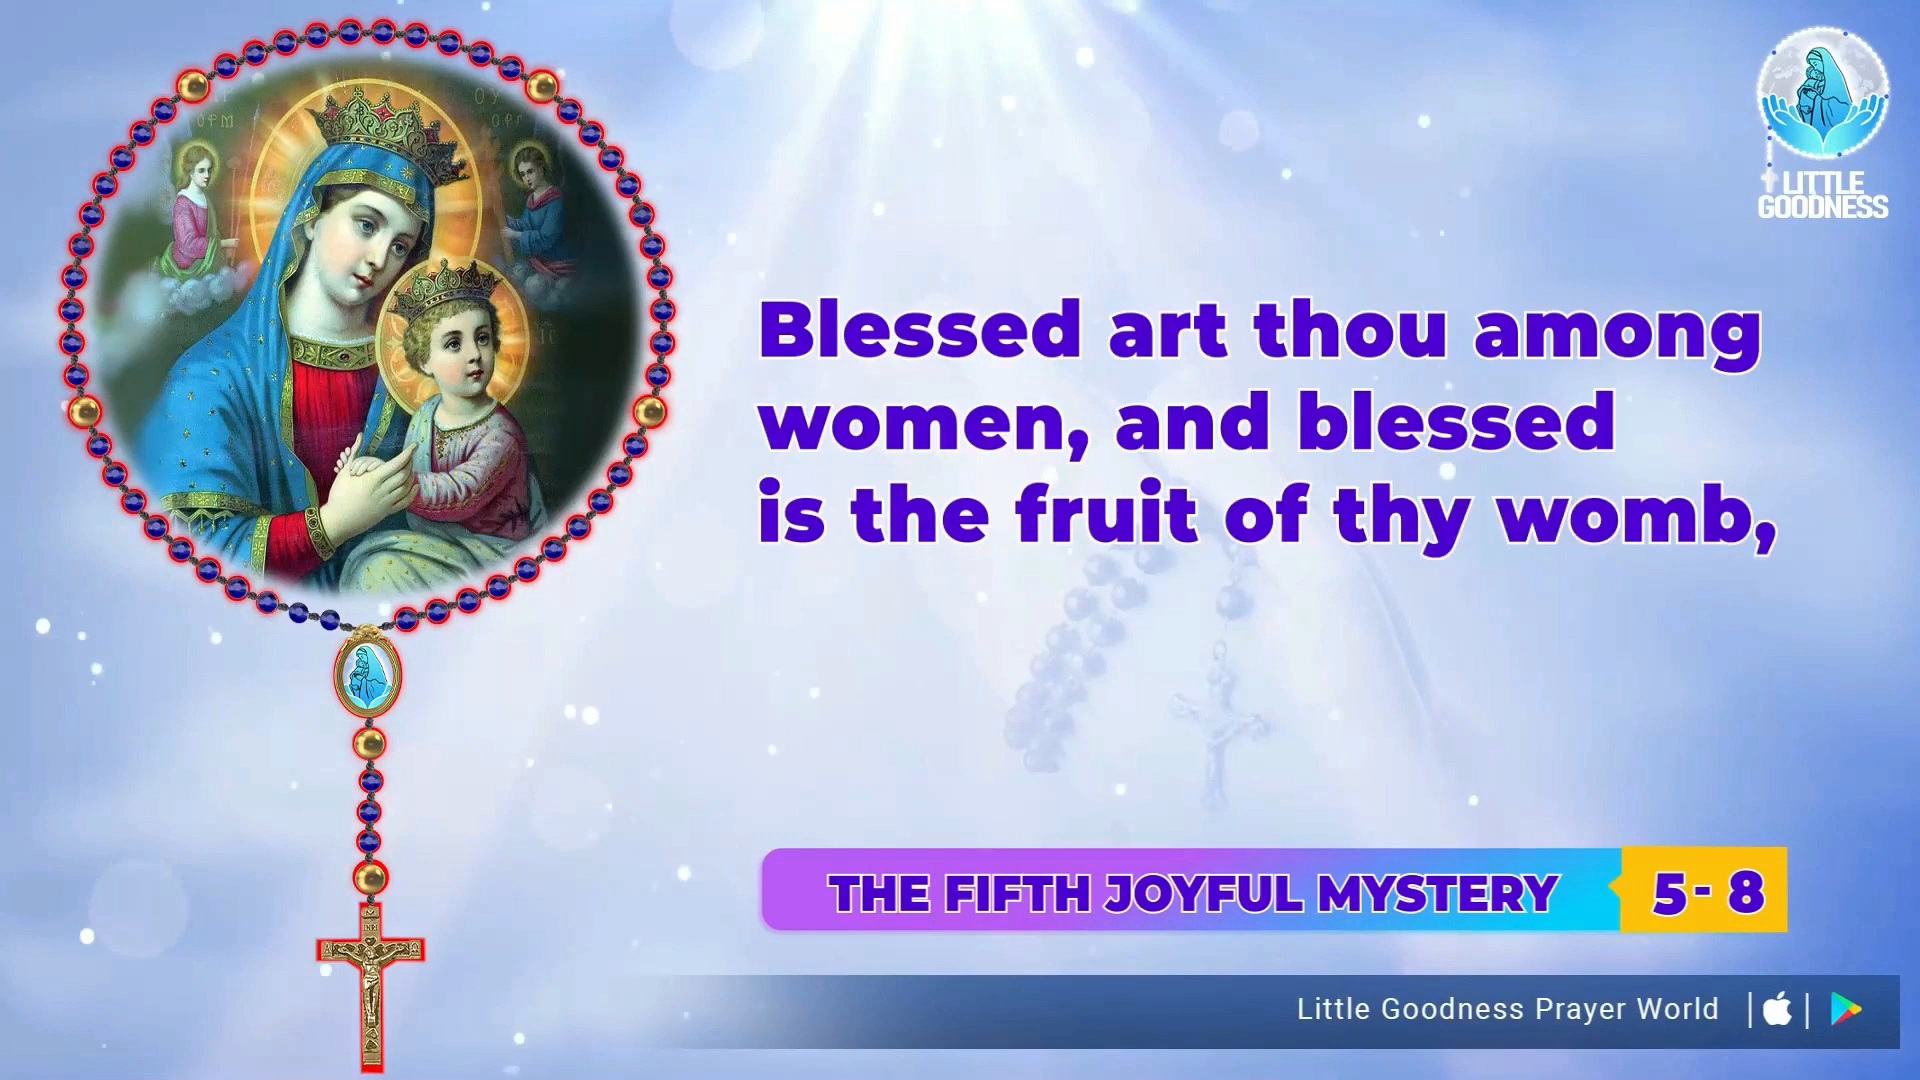 LITTLE
GOODNESS
Blessed art thou among
women, and blessed
is the fruit of thy womb,
THE FIFTH JOYFUL MYSTERY
5- 8
Little Goodness Prayer World
INRI